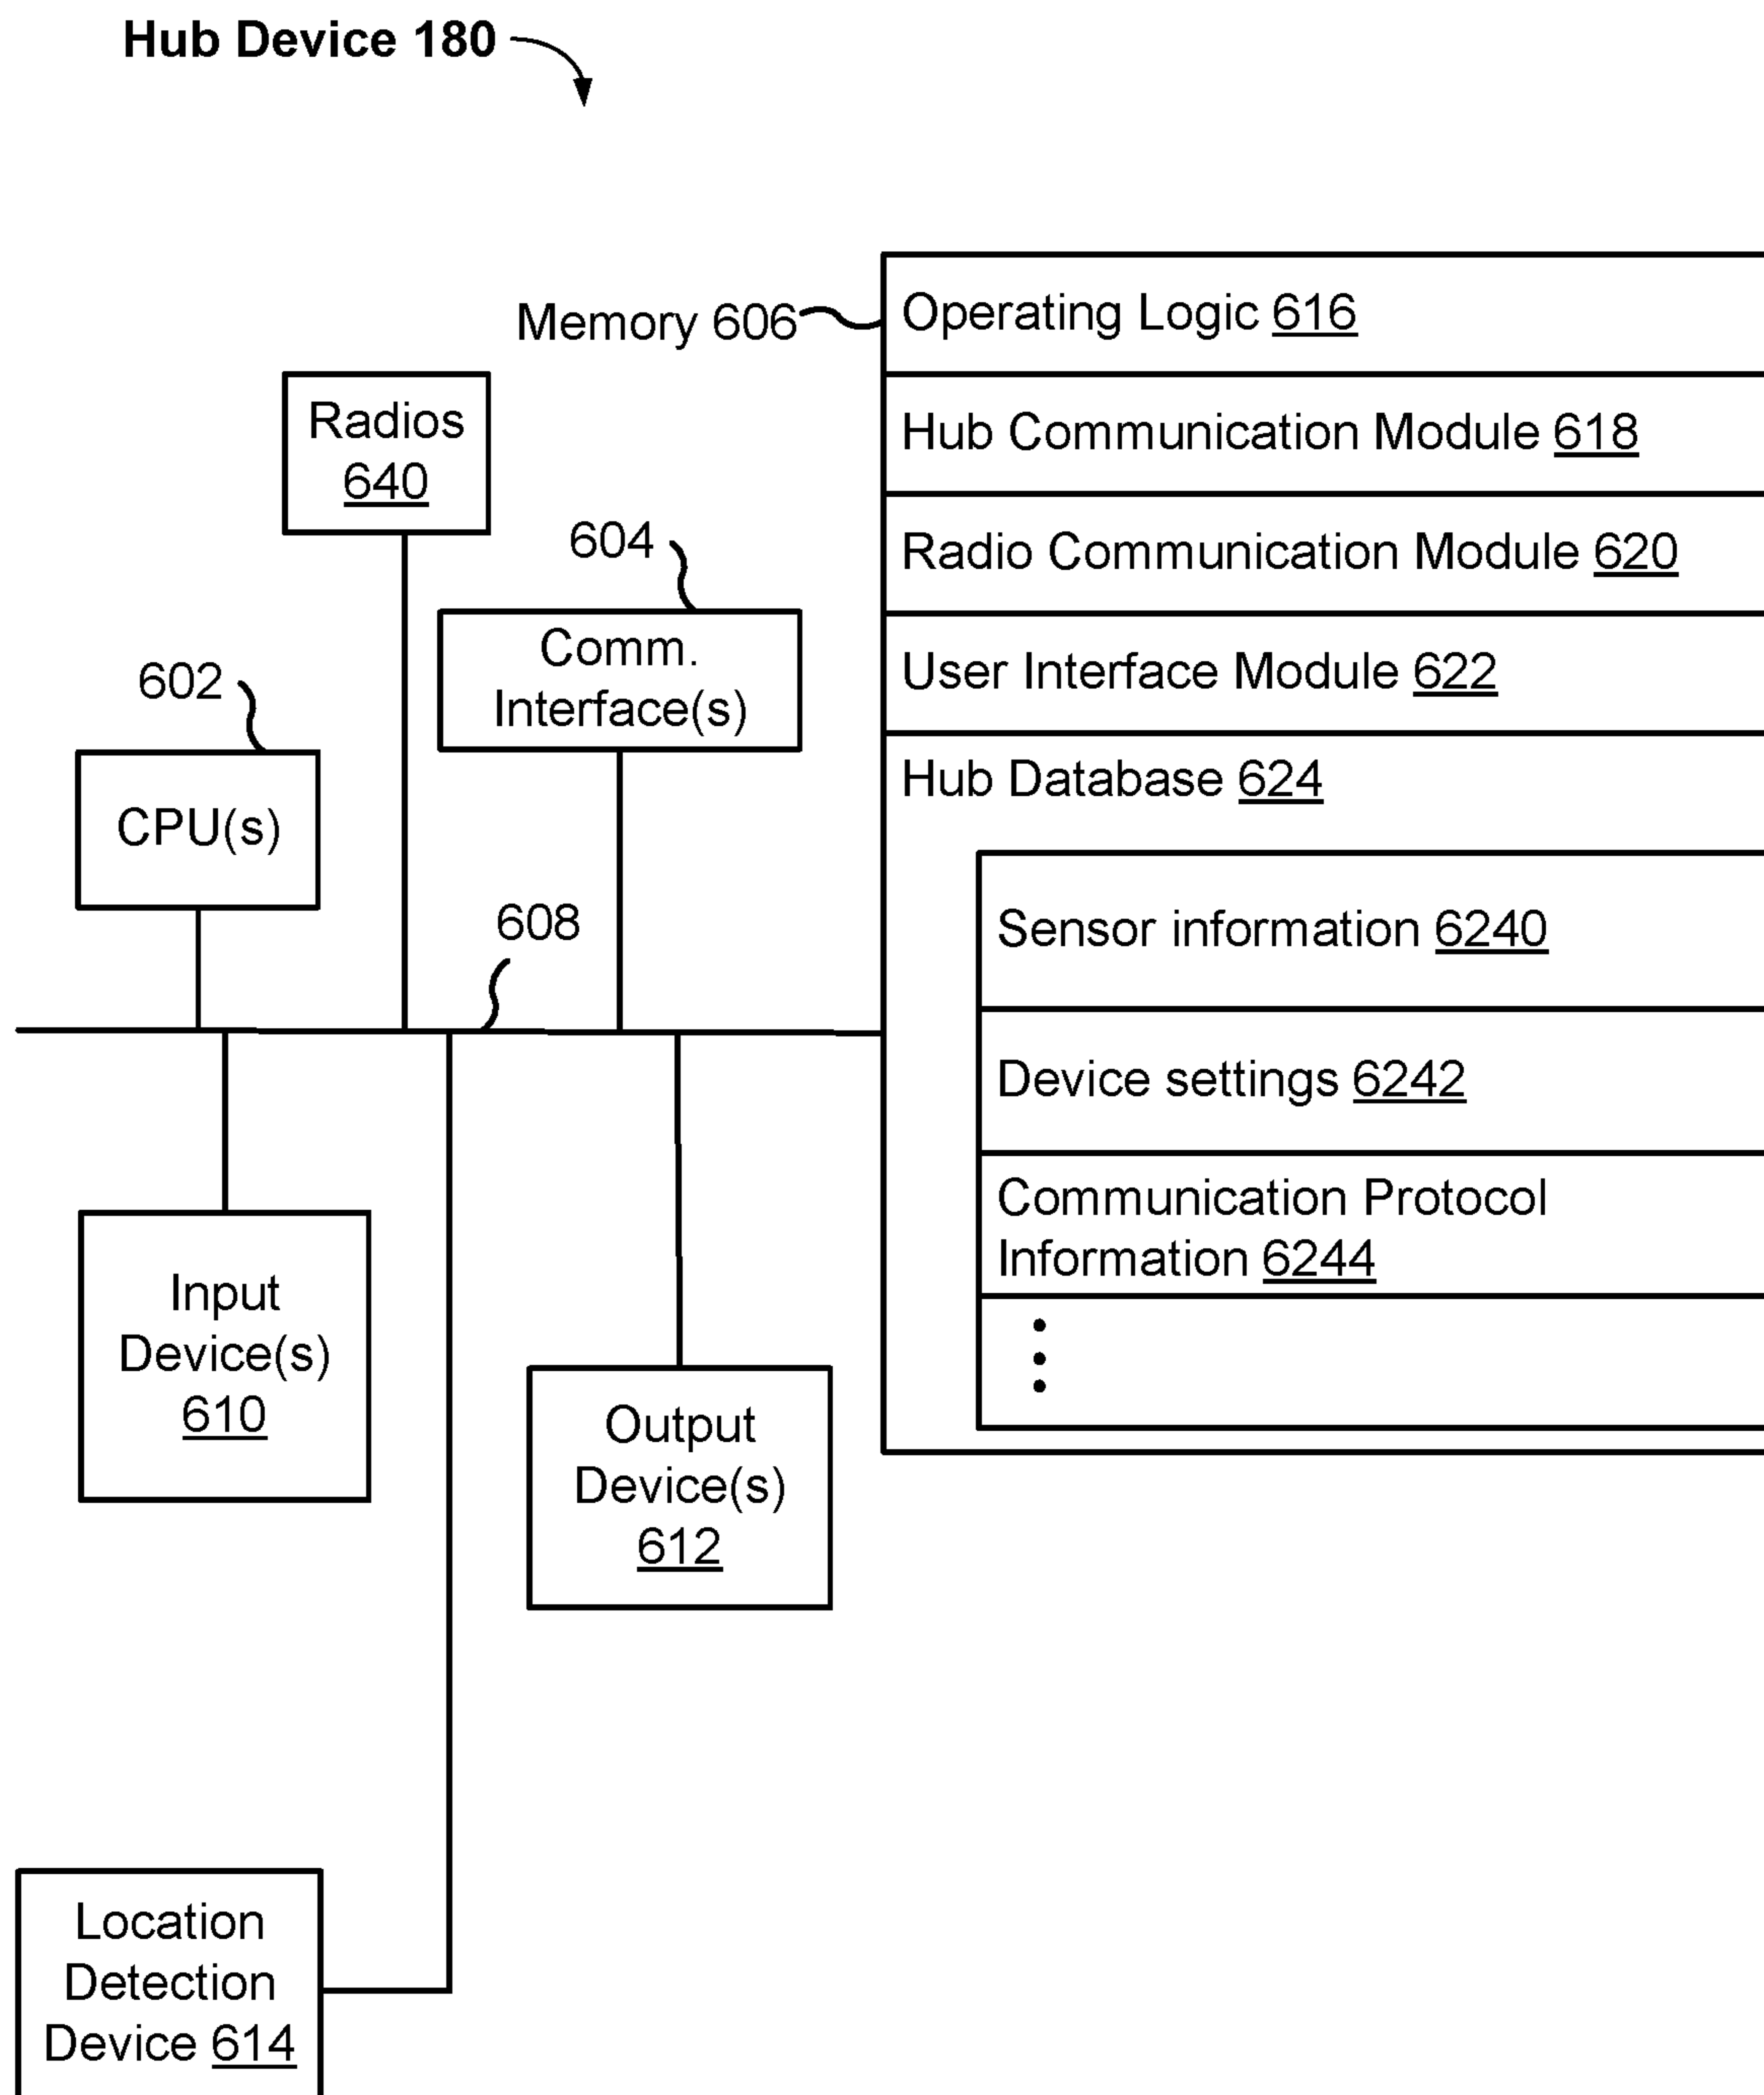 Hub Device 180
Memory 606
Operating Logic 616
Hub Communication Module 618
Radio Communication Module 620
User Interface Module 622
Hub Database 624
Sensor information 6240
Device settings 6242
Communication Protocol
Information 6244
Radios
640
604
Comm.
Interface(s)
602
CPU(s)
608
Input
Device(s)
610
Output
Device(s)
612
Location
Detection
Device 614